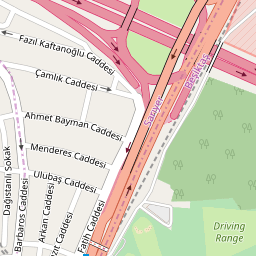 Fazıl Kaftanoğlu Caddesi
Çamlık Caddesi
Sarıyer
Beşiktaş
Ahmet Bayman Caddesi
Menderes Caddesi
Ulubaş Caddesi
Dağıstanlı Sokak
Barbaros Caddesi
Arkan Caddesi
Caddesi
Fatih Caddesi
Driving
Range